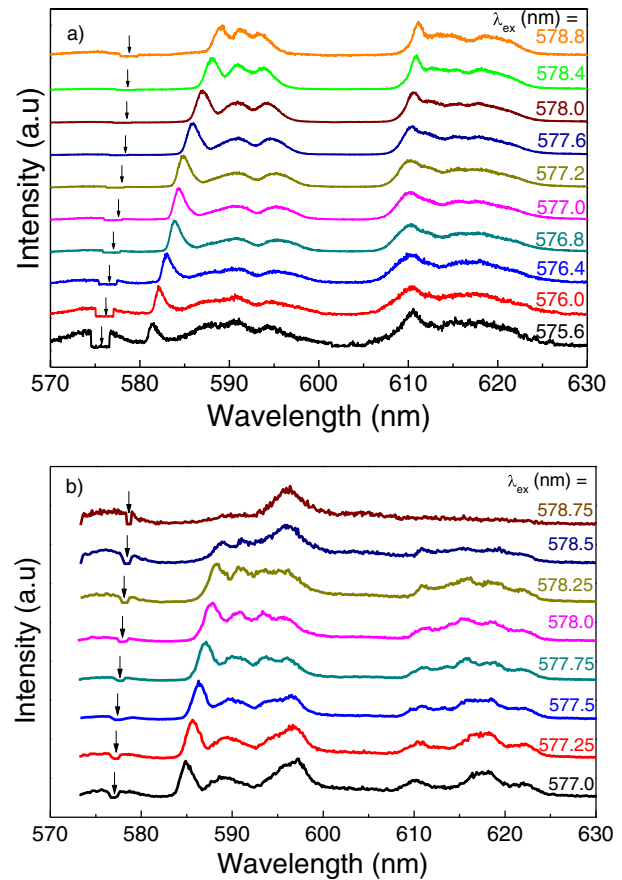 a)
λex (nm) =
578.8
578.4
578.0
577.6
577.2
577.0
576.8
576.4
576.0
575.6
Intensity (a.u)
570 580 590 600 610 620 630
Wavelength (nm)
b)
λex (nm) =
578.75
578.5
578.25
578.0
577.75
577.5
577.25
577.0
Intensity (a.u)
570 580 590 600 610 620 630
Wavelength (nm)